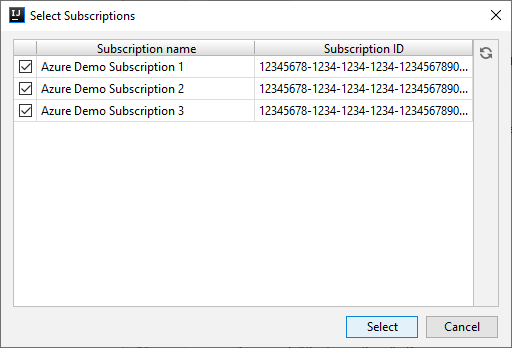 IJ Select Subscriptions
Subscription name Subscription ID
Azure Demo Subscription 1 12345678-1234-1234-1234-1234567890...
Azure Demo Subscription 2 12345678-1234-1234-1234-1234567890...
Azure Demo Subscription 3 12345678-1234-1234-1234-1234567890...
Select Cancel